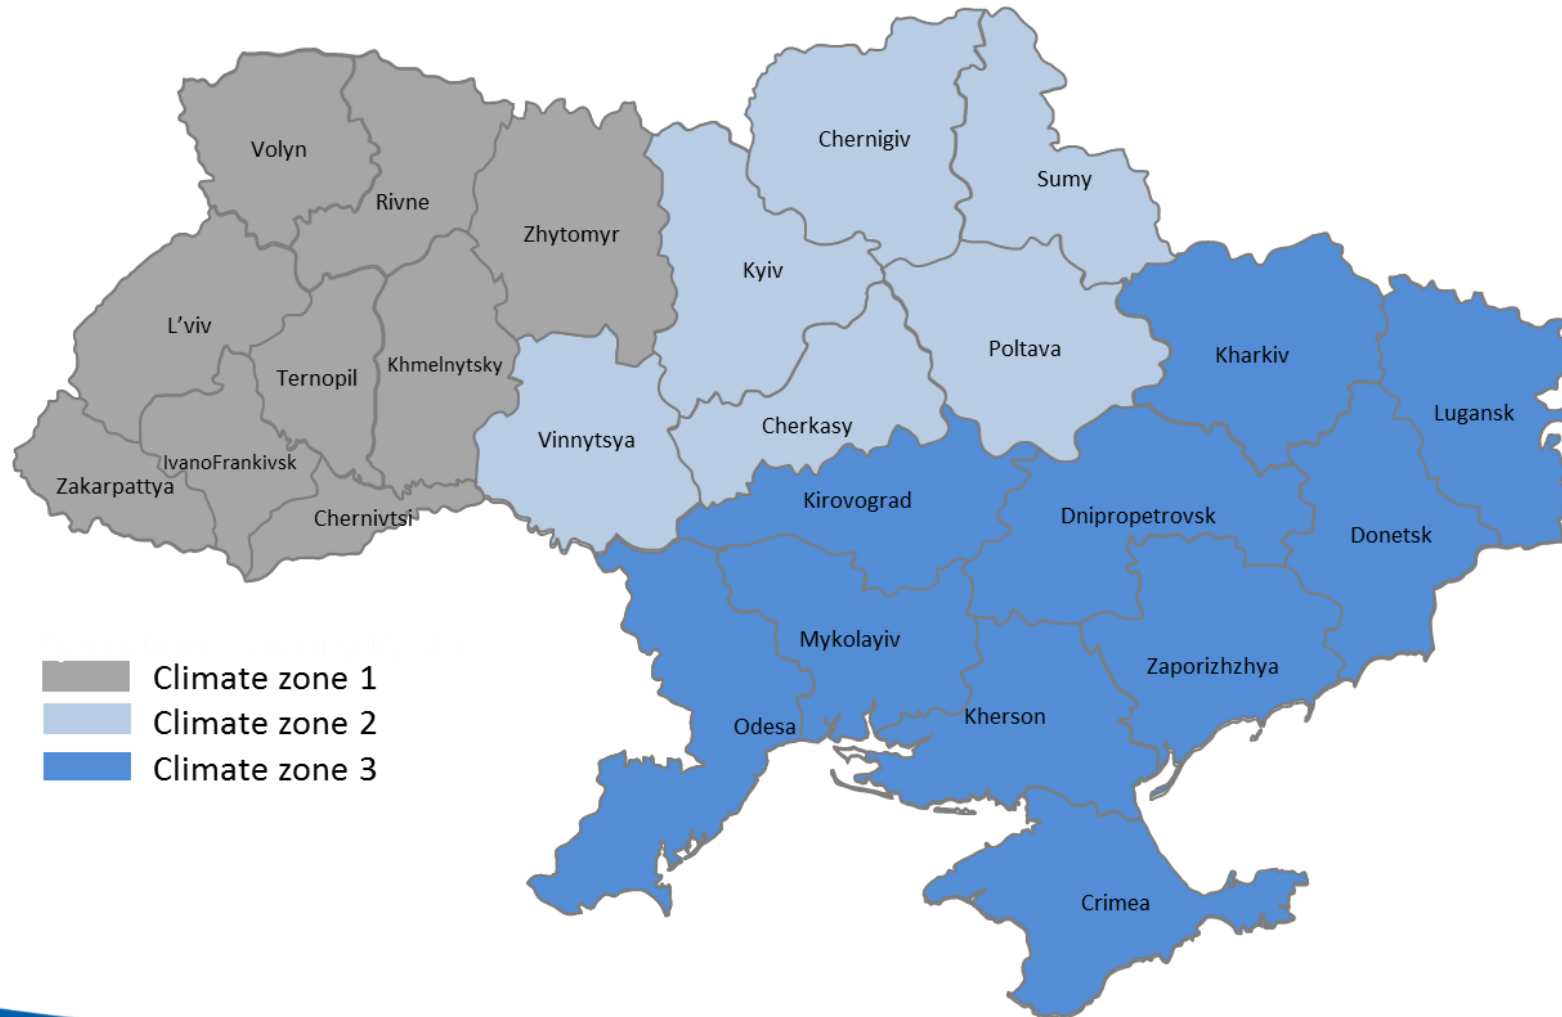 Chernigiv
Volyn
Sumy
Rivne
Zhytomyr
Kyiv
L'viv
Poltava
Kharkiv
Khmelnytsky
Ternopil
Lugansk
Cherkasy
Vinnytsya
IvanoFrankivsk
Zakarpattya
Kirovograd
Chernivtsi
Dnipropetrovsk
Donetsk
Mykolayiv
Zaporizhzhya
Kherson
Odesa
Climate zone 1
Climate zone 2
Climate zone 3
Crimea